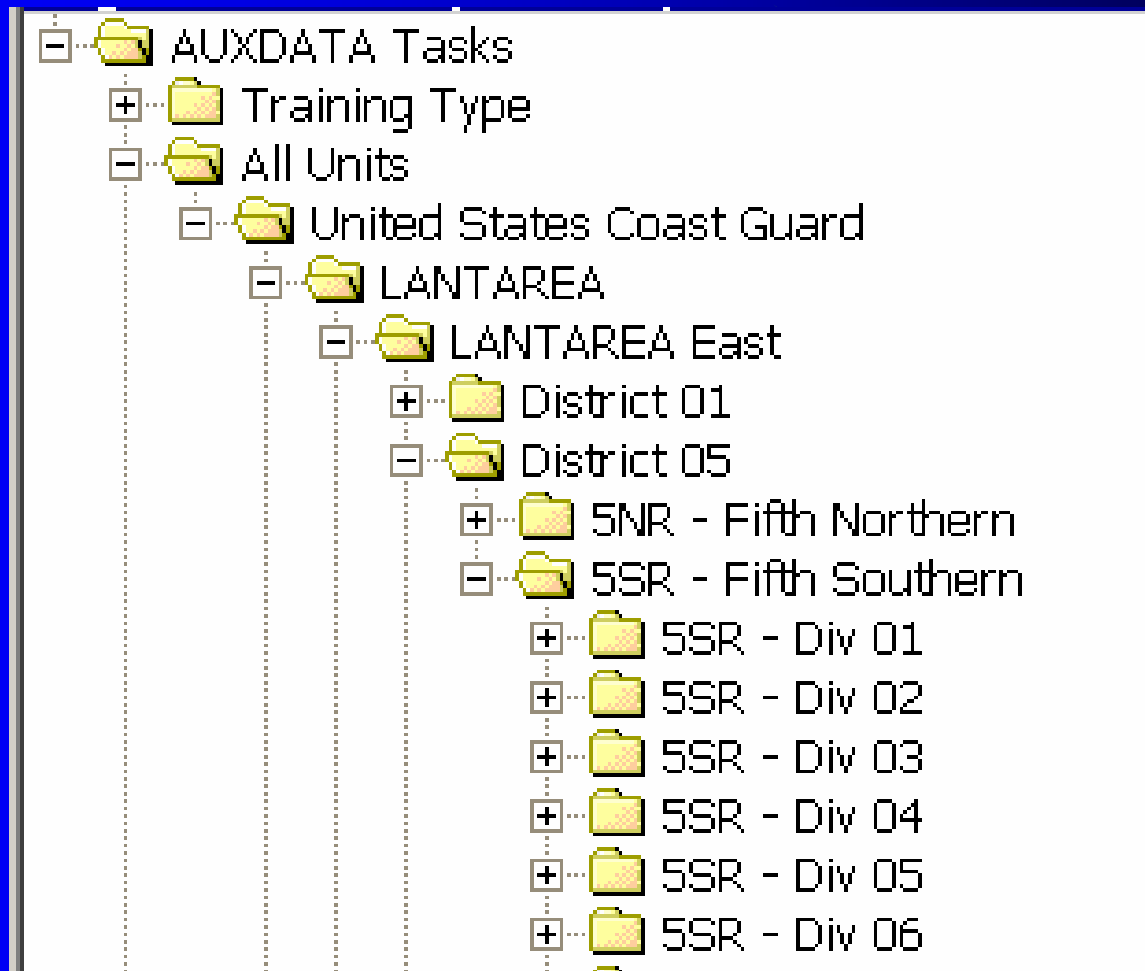 AUXDATA Tasks
Training Type
All Units
United States Coast Guard
LANTAREA
LANTAREA East
District 01
District 05
5NR - Fifth Northern
5SR - Fifth Southern
5SR - Div 01
5SR - Div 02
5SR - Div 03
5SR - Div 04
5SR - Div 05
5SR - Div 06